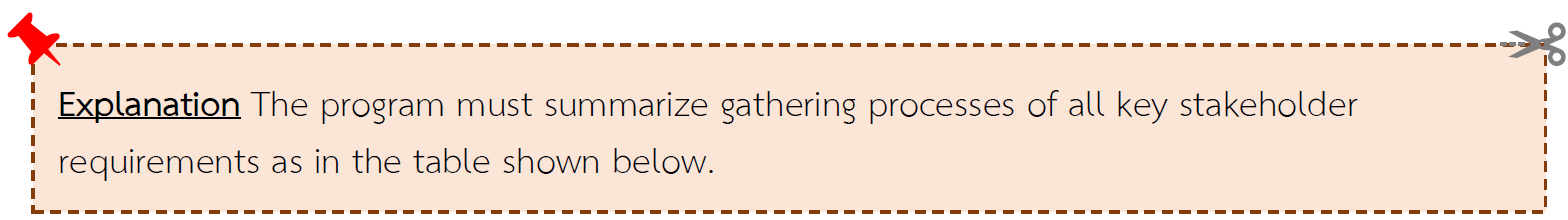 Explanation The program must summarize gathering processes of all key stakeholder
requirements as in the table shown below.